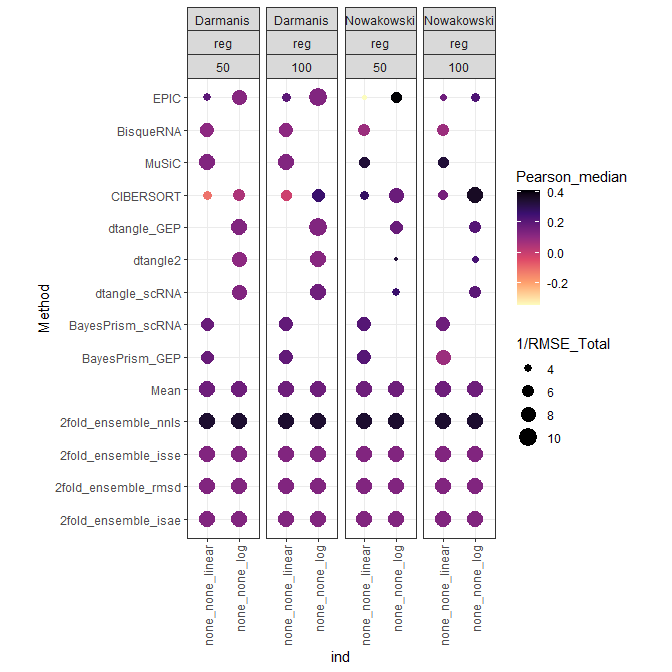 Darmanis Darmanis Nowakowski Nowakowski
reg reg reg reg
50 100 50 100
Method
EPIC
BisqueRNA
MuSiC
CIBERSORT
dtangle_GEP
dtangle2
dtangle_scRNA
BayesPrism_scRNA
BayesPrism_GEP
Mean
2fold_ensemble_nnls
2fold_ensemble_isse
2fold_ensemble_rmsd
2fold_ensemble_isae
none_none_linear
none_none_log
none_none_linear
none_none_log
none_none_linear
none_none_log
none_none_linear
none_none_log
ind
Pearson_median
0.4
0.2
0.0
-0.2
1/RMSE_Total
4
6
8
10